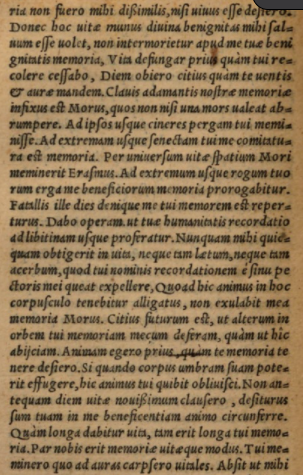 ria non fuero mihi dißimilis, nisi uiuus esse desiero.
Donec hoc uitæ munus diuina benignitas mihi sal=
uum esse uolet, non intermorietur apud me tuæ beni
gnitatis memoria, Vita defungar prius quàm tui re=
colere cessabo, Diem obiero citius quàm te uentis
& auræ mandem. Clauis adamantis nostræ memoriæ
infixus est Morus, quos non nisi una mors ualeat ab=
rumpere. Ad ipsos usque cineres pergam tui memi=
nisse. Ad extremam usque senectam tui me comitatu=
ra est memoria. Per uniuersum uitæ spatium Mori
meminerit Erasmus. Ad extremum usque rogum tuo
rum erga me beneficiorum memoria prorogabitur.
Fatallis ille dies denique me tui memorem est reper=
turus. Dabo operam, ut tuæ humanitatis recordatio
ad libitinam usque proferatur. Nunquam mihi quic=
quam obtigerit in uita, neque tam lætum, neque tam
acerbum, quod tui nominis recordationem è sinu pe
ctoris mei queat expellere, Quoad hic animus in hoc
corpusculo tenebitur alligatus, non exulabit mea
memoria Morus. Citius futurum est, ut alterum in
orbem tui memoriam mecum deferam, quàm ut hic
abijciam. Animam egero prius, quàm te memoria te
nere desiero. Si quando corpus umbram suam pote=
rit effugere, hic animus tui quibit obliuisci. Non an=
tequam diem uitæ nouißimum clausero, desiturus
sum tuam in me beneficentiam animo circunferre.
Quàm longa dabitur uita, tam erit longa tui memo=
ria. Par nobis erit memoriæ uitæque modus. Tui me=
minero quo ad auras carpsero uitales. Absit ut mihi